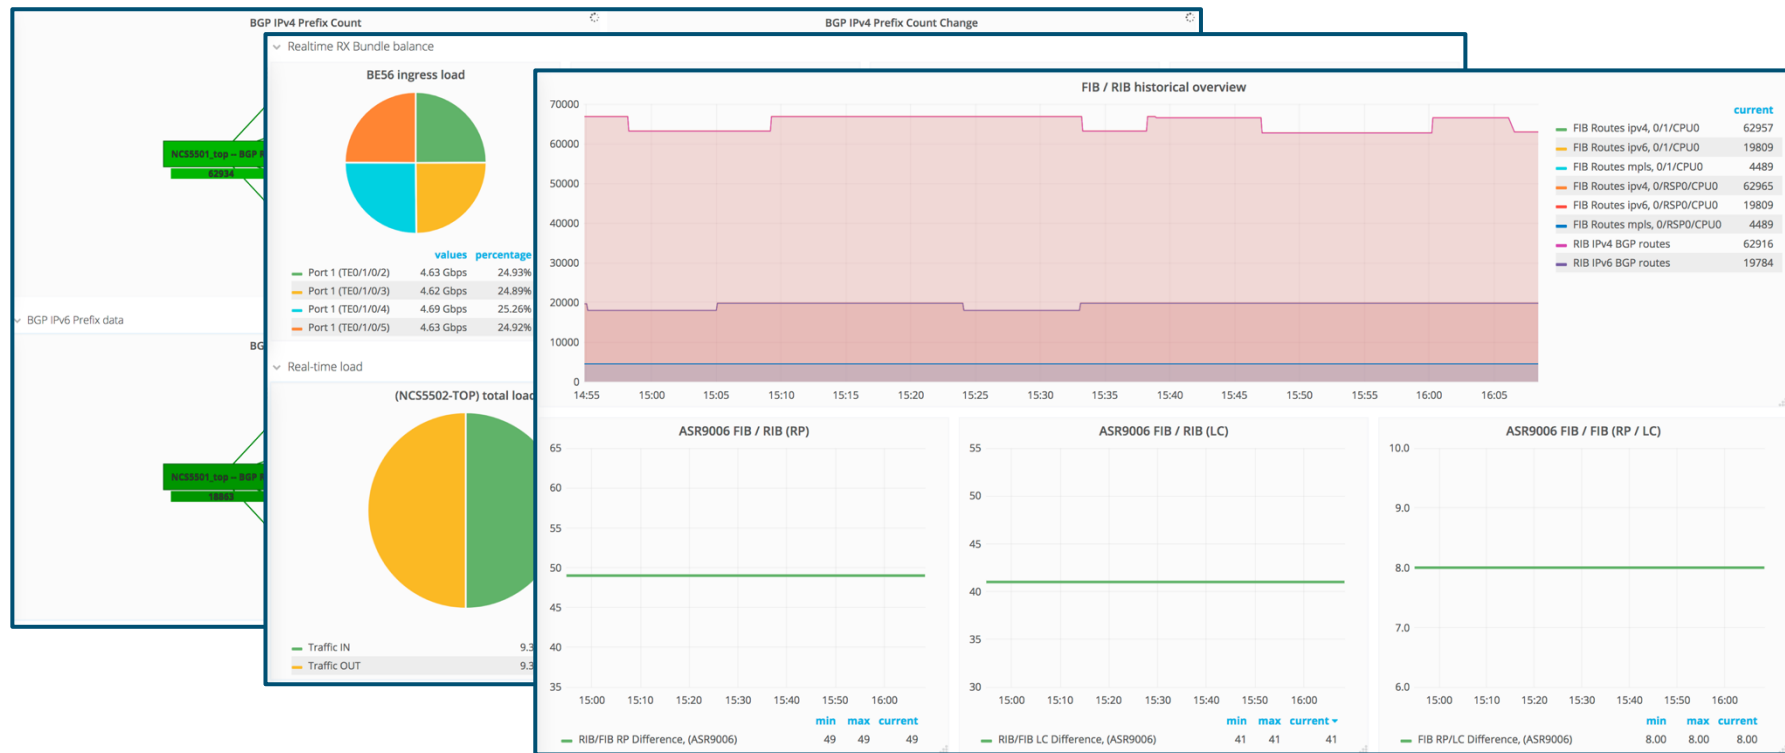 BGP IPv4 Prefix Count
BGP IPv4 Prefix Count Change
NCS5501_top -- BGP R
62934
BGP IPv6 Prefix data
BG
NCS5501_top -- BGP R
18863
Realtime RX Bundle balance
BE56 ingress load
values percentage
Port 1 (TE0/1/0/2) 4.63 Gbps 24.93%
Port 1 (TE0/1/0/3) 4.62 Gbps 24.89%
Port 1 (TE0/1/0/4) 4.69 Gbps 25.26%
Port 1 (TE0/1/0/5) 4.63 Gbps 24.92%
Real-time load
(NCS5502-TOP) total load
Traffic IN 9.3
Traffic OUT 9.3
FIB / RIB historical overview
70000
60000
50000
40000
30000
20000
10000
0
14:55 15:00 15:05 15:10 15:15 15:20 15:25 15:30 15:35 15:40 15:45 15:50 15:55 16:00 16:05
current
FIB Routes ipv4, 0/1/CPU0 62957
FIB Routes ipv6, 0/1/CPU0 19809
FIB Routes mpls, 0/1/CPU0 4489
FIB Routes ipv4, 0/RSP0/CPU0 62965
FIB Routes ipv6, 0/RSP0/CPU0 19809
FIB Routes mpls, 0/RSP0/CPU0 4489
RIB IPv4 BGP routes 62916
RIB IPv6 BGP routes 19784
ASR9006 FIB / RIB (RP)
65
60
55
50
45
40
35
15:00 15:10 15:20 15:30 15:40 15:50 16:00
min max current
RIB/FIB RP Difference, (ASR9006) 49 49 49
ASR9006 FIB / RIB (LC)
55
50
45
40
35
30
15:00 15:10 15:20 15:30 15:40 15:50 16:00
min max current
RIB/FIB LC Difference, (ASR9006) 41 41 41
ASR9006 FIB / FIB (RP / LC)
10.0
9.0
8.0
7.0
6.0
15:00 15:10 15:20 15:30 15:40 15:50 16:00
min max current
FIB RP/LC Difference, (ASR9006) 8.00 8.00 8.00